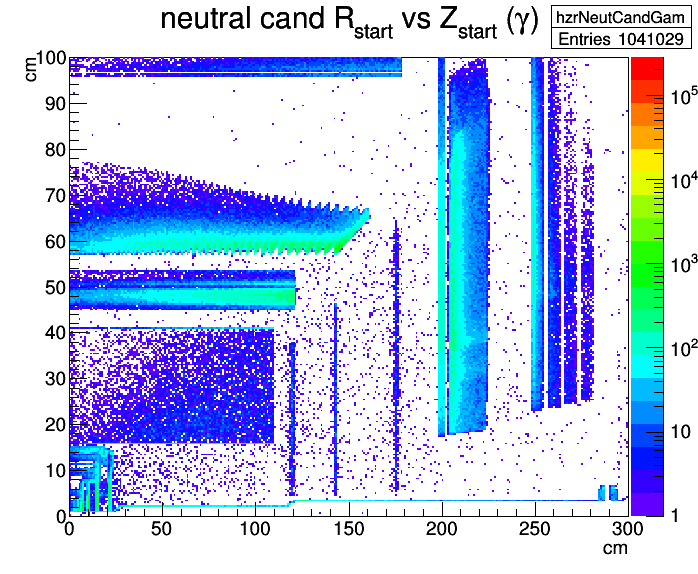 neutral cand R_start vs Z_start (γ)
hzrNeutCandGam
Entries 1041029
cm
100
90
80
70
60
50
40
30
20
10
0
0 50 100 150 200 250 300
cm
10^5
10^4
10^3
10^2
10
1